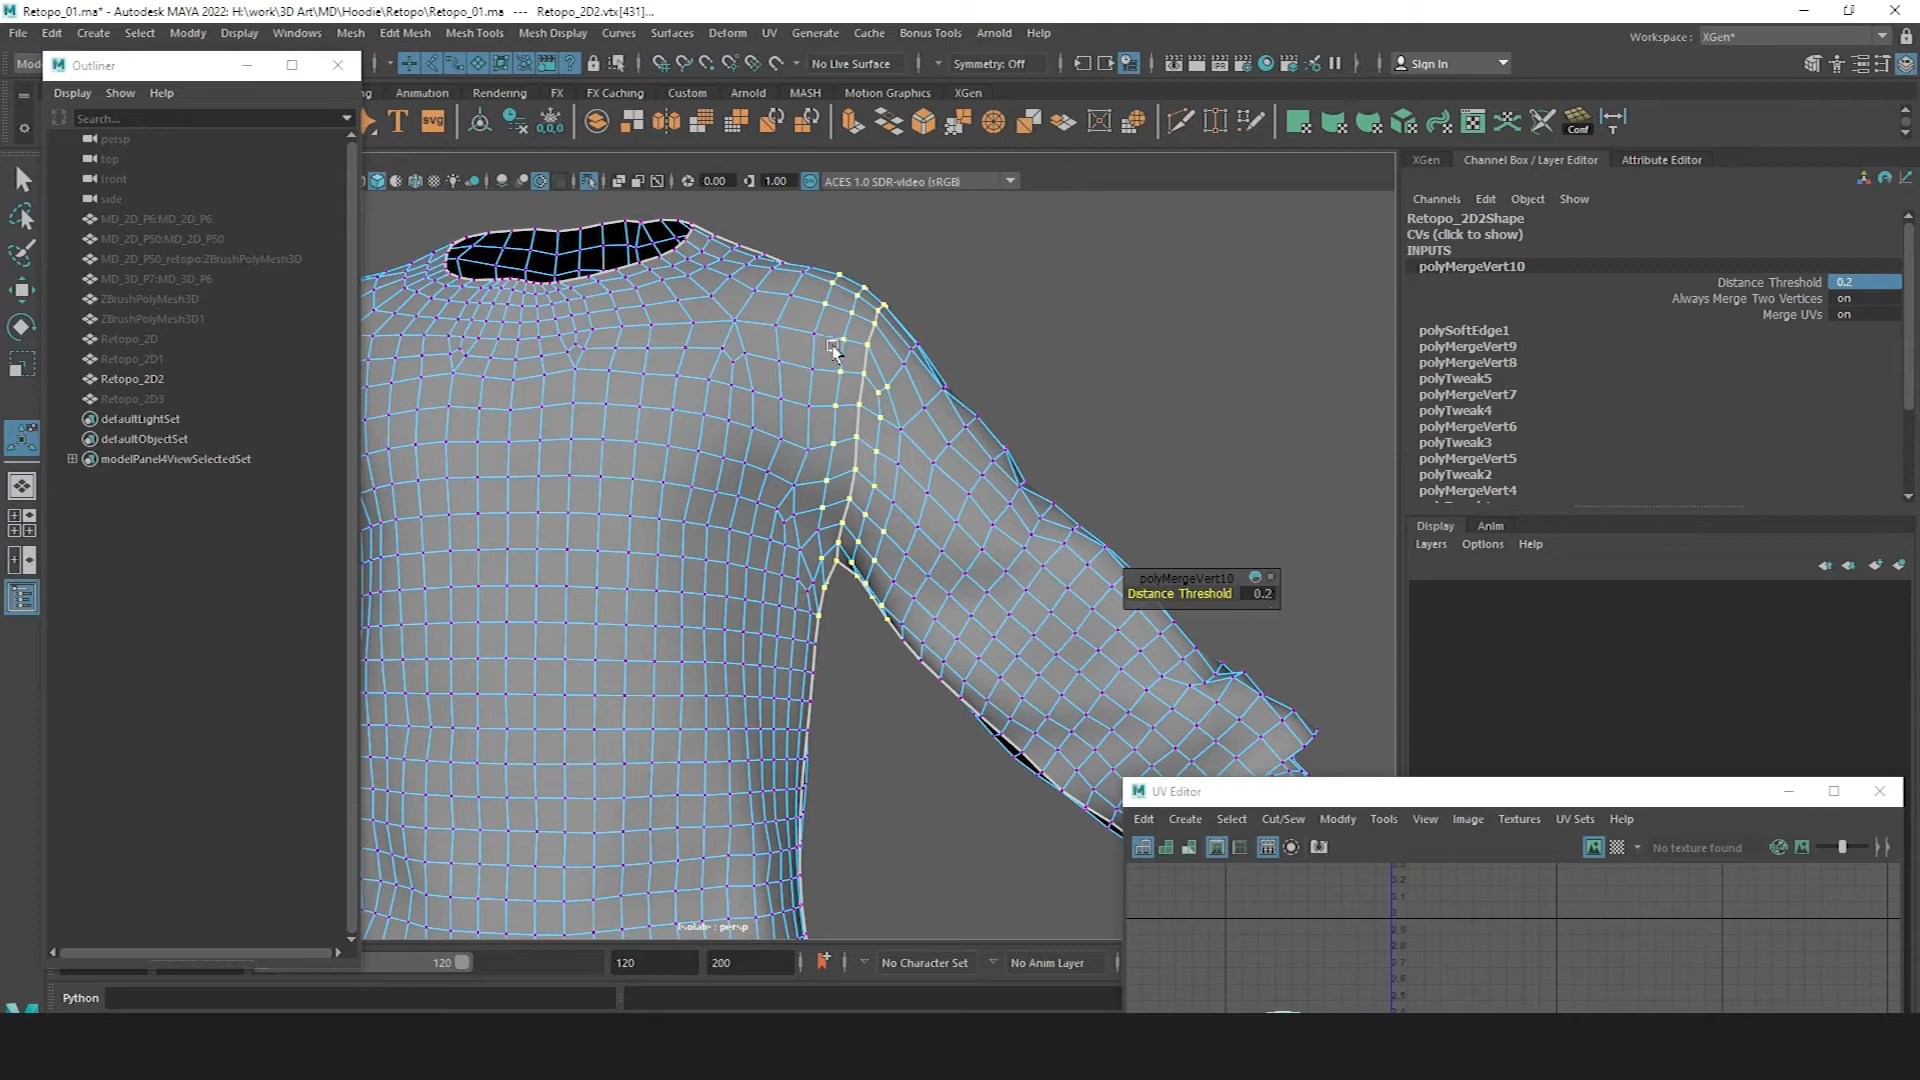 Retopo_01.ma* - Autodesk MAYA 2022: H:\work\3D Art\MD\Hoodie\Retopo\Retopo_01.ma   ---   Retopo_2D2.vtx[431]...
File Edit Create Select Modify Display Windows Mesh Edit Mesh Mesh Tools Mesh Display Curves Surfaces Deform UV Generate Cache Bonus Tools Arnold Help
Workspace : XGen*
Mod
No Live Surface
Symmetry: Off
Sign In
Outliner
Display Show Help
Search...
persp
top
front
side
MD_2D_P6:MD_2D_P6
MD_2D_P50:MD_2D_P50
MD_2D_P50_retopo:ZBrushPolyMesh3D
MD_3D_P7:MD_3D_P6
ZBrushPolyMesh3D
ZBrushPolyMesh3D1
Retopo_2D
Retopo_2D1
Retopo_2D2
Retopo_2D3
defaultLightSet
defaultObjectSet
modelPanel4ViewSelectedSet
Animation Rendering FX FX Caching Custom Arnold MASH Motion Graphics XGen
T
SVG
0,0,0
Conf
0.00
1.00
ACES 1.0 SDR-video (sRGB)
polyMergeVert10
Distance Threshold 0.2
Isolate : persp
XGen Channel Box / Layer Editor Attribute Editor
Channels Edit Object Show
Retopo_2D2Shape
CVs (click to show)
INPUTS
polyMergeVert10
Distance Threshold 0.2
Always Merge Two Vertices on
Merge UVs on
polySoftEdge1
polyMergeVert9
polyMergeVert8
polyTweak5
polyMergeVert7
polyTweak4
polyMergeVert6
polyTweak3
polyMergeVert5
polyTweak2
polyMergeVert4
Display Anim
Layers Options Help
UV Editor
Edit Create Select Cut/Sew Modify Tools View Image Textures UV Sets Help
No texture found
120
120
200
No Character Set
No Anim Layer
Python